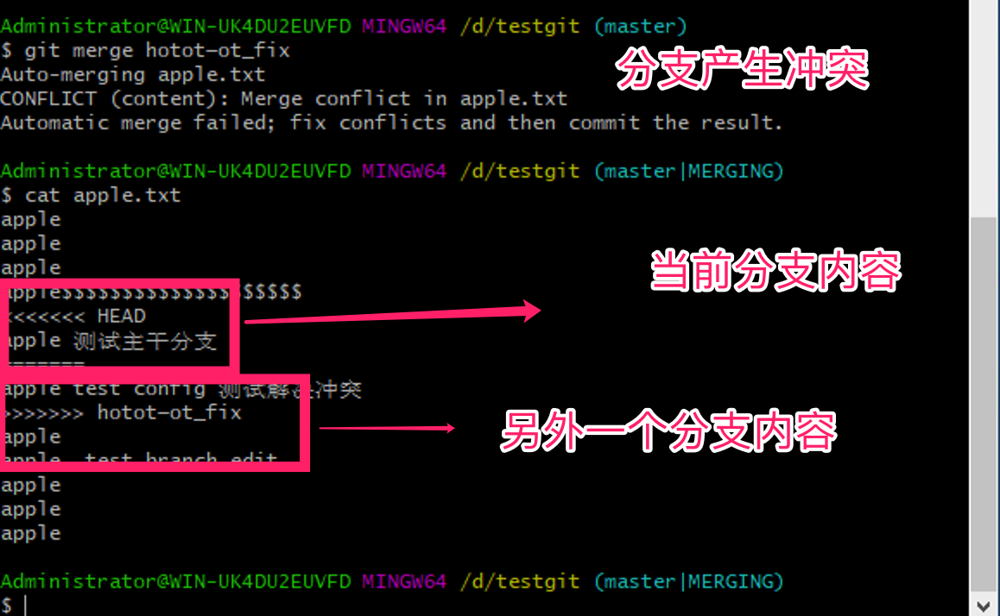 Administrator@WIN-UK4DU2EUVFD MINGW64 /d/testgit (master)
$ git merge hotot-ot_fix
分支产生冲突
Auto-merging apple.txt
CONFLICT (content): Merge conflict in apple.txt
Automatic merge failed; fix conflicts and then commit the result.
Administrator@WIN-UK4DU2EUVFD MINGW64 /d/testgit (master|MERGING)
$ cat apple.txt
apple
apple
apple
当前分支内容
apple$$$$$$$$$$$$$$$$$$$$
<<<<<<< HEAD
apple 测试主干分支
=======
apple test config 测试解决冲突
>>>>>>> hotot-ot_fix
另外一个分支内容
apple
apple  test branch edit
apple
apple
apple
Administrator@WIN-UK4DU2EUVFD MINGW64 /d/testgit (master|MERGING)
$